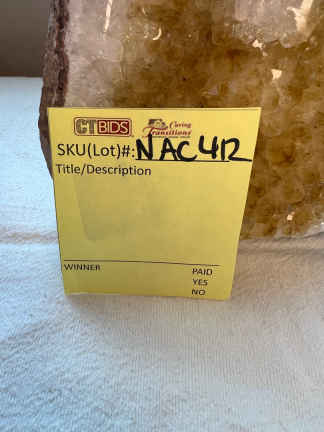 CTBIDS Caring Transitions
SKU(Lot)#: NAC412
Title/Description
WINNER PAID
YES
NO